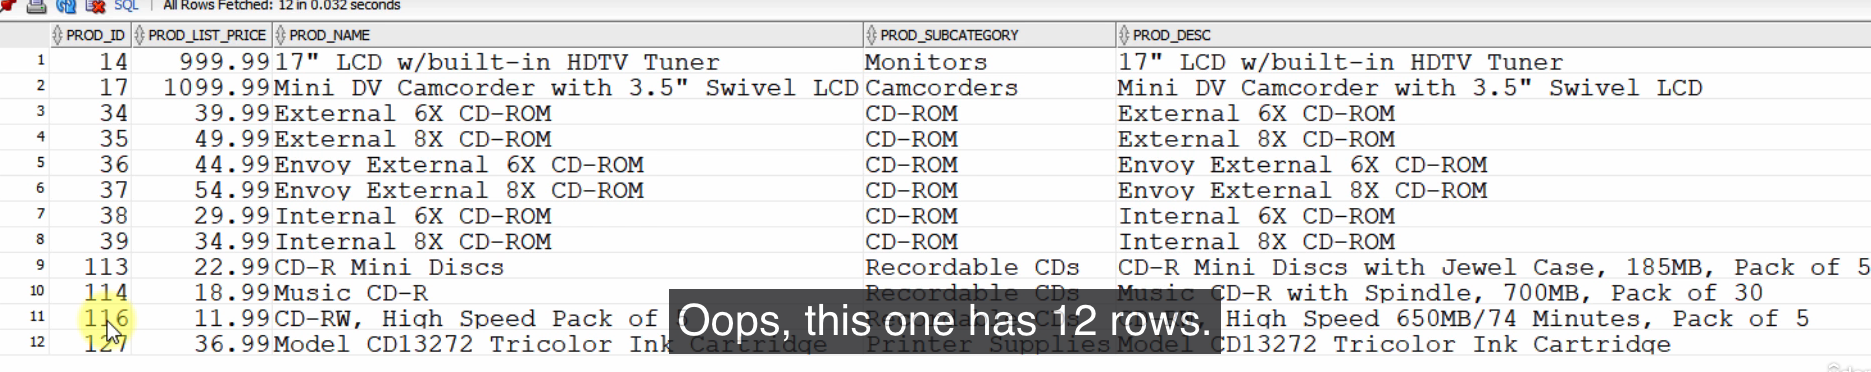 SQL | All Rows Fetched: 12 in 0.032 seconds
PROD_ID PROD_LIST_PRICE PROD_NAME PROD_SUBCATEGORY PROD_DESC
1 14 999.99 17" LCD w/built-in HDTV Tuner Monitors 17" LCD w/built-in HDTV Tuner
2 17 1099.99 Mini DV Camcorder with 3.5" Swivel LCD Camcorders Mini DV Camcorder with 3.5" Swivel LCD
3 34 39.99 External 6X CD-ROM CD-ROM External 6X CD-ROM
4 35 49.99 External 8X CD-ROM CD-ROM External 8X CD-ROM
5 36 44.99 Envoy External 6X CD-ROM CD-ROM Envoy External 6X CD-ROM
6 37 54.99 Envoy External 8X CD-ROM CD-ROM Envoy External 8X CD-ROM
7 38 29.99 Internal 6X CD-ROM CD-ROM Internal 6X CD-ROM
8 39 34.99 Internal 8X CD-ROM CD-ROM Internal 8X CD-ROM
9 113 22.99 CD-R Mini Discs Recordable CDs CD-R Mini Discs with Jewel Case, 185MB, Pack of 5
10 114 18.99 Music CD-R Recordable CDs Music CD-R with Spindle, 700MB, Pack of 30
11 116 11.99 CD-RW, High Speed Pack of 5 CDs High Speed 650MB/74 Minutes, Pack of 5
12 127 36.99 Model CD13272 Tricolor Ink Cartridge Printer Supplies Model CD13272 Tricolor Ink Cartridge
Oops, this one has 12 rows.